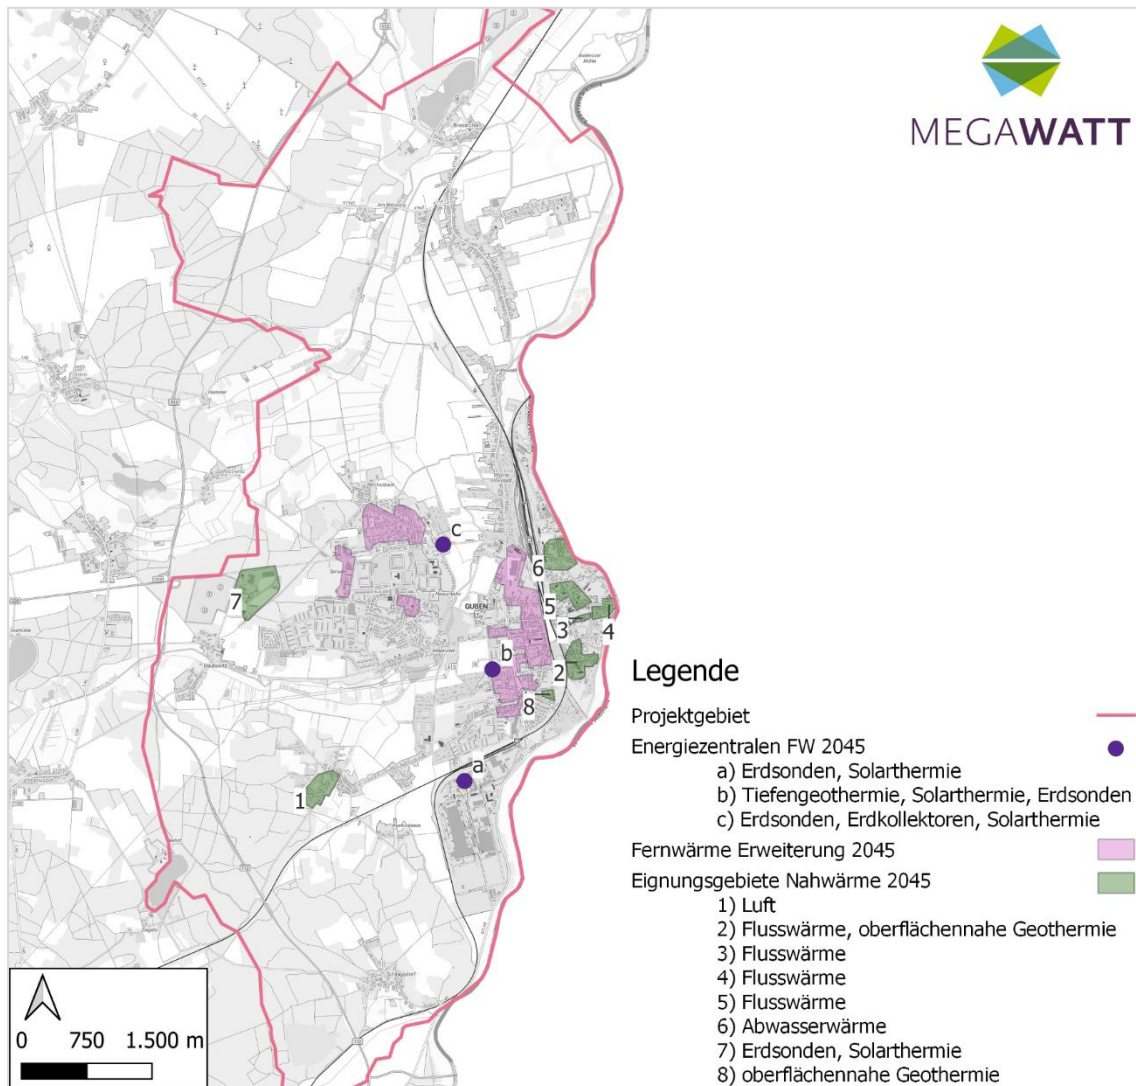 MEGAWATT
Bresinchen
GUBEN
c
6
7
5
3
4
b
2
8
a
1
Legende
Projektgebiet
Energiezentralen FW 2045
a) Erdsonden, Solarthermie
b) Tiefengeothermie, Solarthermie, Erdsonden
c) Erdsonden, Erdkollektoren, Solarthermie
Fernwärme Erweiterung 2045
Eignungsgebiete Nahwärme 2045
1) Luft
2) Flusswärme, oberflächennahe Geothermie
3) Flusswärme
4) Flusswärme
5) Flusswärme
6) Abwasserwärme
7) Erdsonden, Solarthermie
8) oberflächennahe Geothermie
0 750 1.500 m